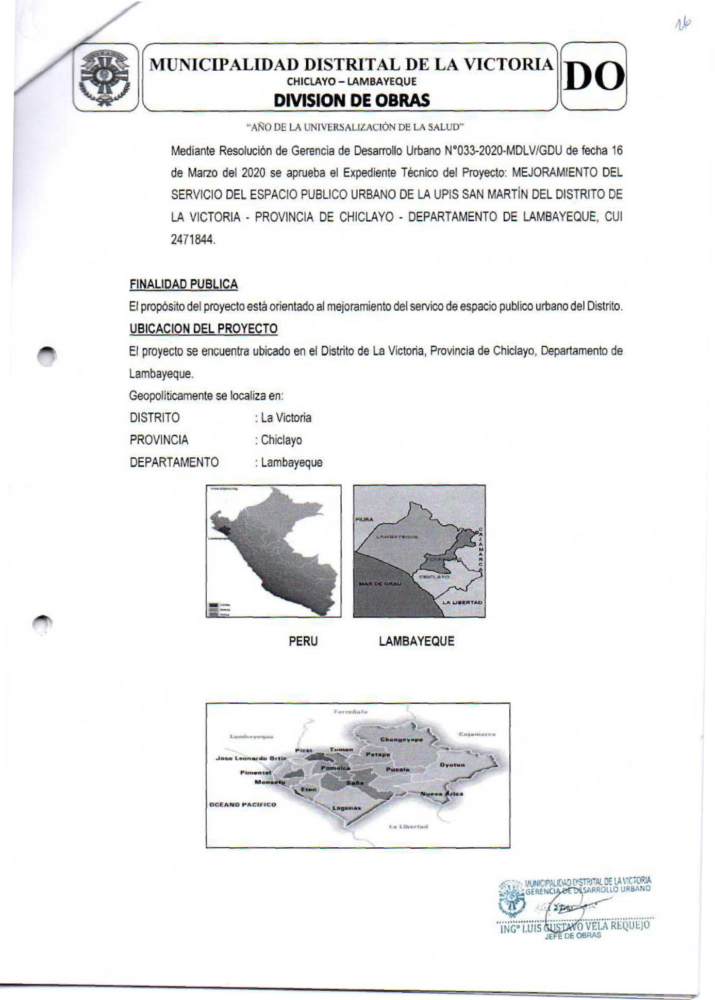 16
MUNICIPALIDAD DISTRITAL DE LA VICTORIA
CHICLAYO – LAMBAYEQUE
DIVISION DE OBRAS
DO
“AÑO DE LA UNIVERSALIZACIÓN DE LA SALUD”
Mediante Resolución de Gerencia de Desarrollo Urbano N°033-2020-MDLV/GDU de fecha 16
de Marzo del 2020 se aprueba el Expediente Técnico del Proyecto: MEJORAMIENTO DEL
SERVICIO DEL ESPACIO PUBLICO URBANO DE LA UPIS SAN MARTÍN DEL DISTRITO DE
LA VICTORIA - PROVINCIA DE CHICLAYO - DEPARTAMENTO DE LAMBAYEQUE, CUI
2471844.
FINALIDAD PUBLICA
El propósito del proyecto está orientado al mejoramiento del servico de espacio publico urbano del Distrito.
UBICACION DEL PROYECTO
El proyecto se encuentra ubicado en el Distrito de La Victoria, Provincia de Chiclayo, Departamento de
Lambayeque.
Geopolíticamente se localiza en:
DISTRITO : La Victoria
PROVINCIA : Chiclayo
DEPARTAMENTO : Lambayeque
Lambayeque
PIURA
LAMBAYEQUE
CAJAMARCA
CHICLAYO
MAR DE GRAU
LA LIBERTAD
PERU LAMBAYEQUE
Ferreñafe
Lambayeque
Cajamarca
Chongoyape
Picsi
Tuman
Patapo
Jose Leonardo Ortiz
Oyotun
Pomalca
Pucala
Pimentel
Monsefu
Saña
Eten
Nueva Arica
OCEANO PACIFICO
Lagunas
La Libertad
MUNICIPALIDAD DISTRITAL DE LA VICTORIA
GERENCIA DE DESARROLLO URBANO
INGº LUIS GUSTAVO VELA REQUEJO
JEFE DE OBRAS